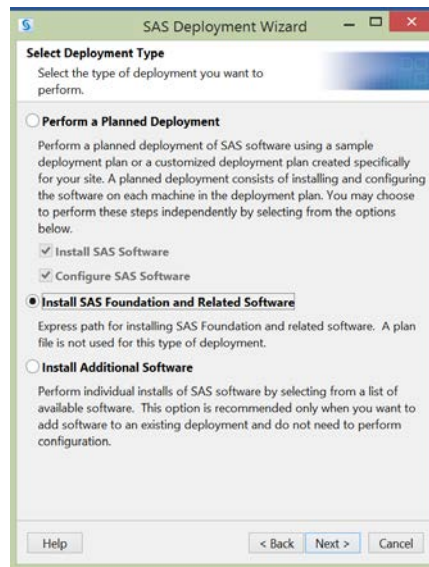 SAS Deployment Wizard
Select Deployment Type
Select the type of deployment you want to
perform.
Perform a Planned Deployment
Perform a planned deployment of SAS software using a sample
deployment plan or a customized deployment plan created specifically
for your site. A planned deployment consists of installing and configuring
the software on each machine in the deployment plan. You may choose
to perform these steps independently by selecting from the options
below.
Install SAS Software
Configure SAS Software
Install SAS Foundation and Related Software
Express path for installing SAS Foundation and related software. A plan
file is not used for this type of deployment.
Install Additional Software
Perform individual installs of SAS software by selecting from a list of
available software. This option is recommended only when you want to
add software to an existing deployment and do not need to perform
configuration.
Help < Back Next > Cancel